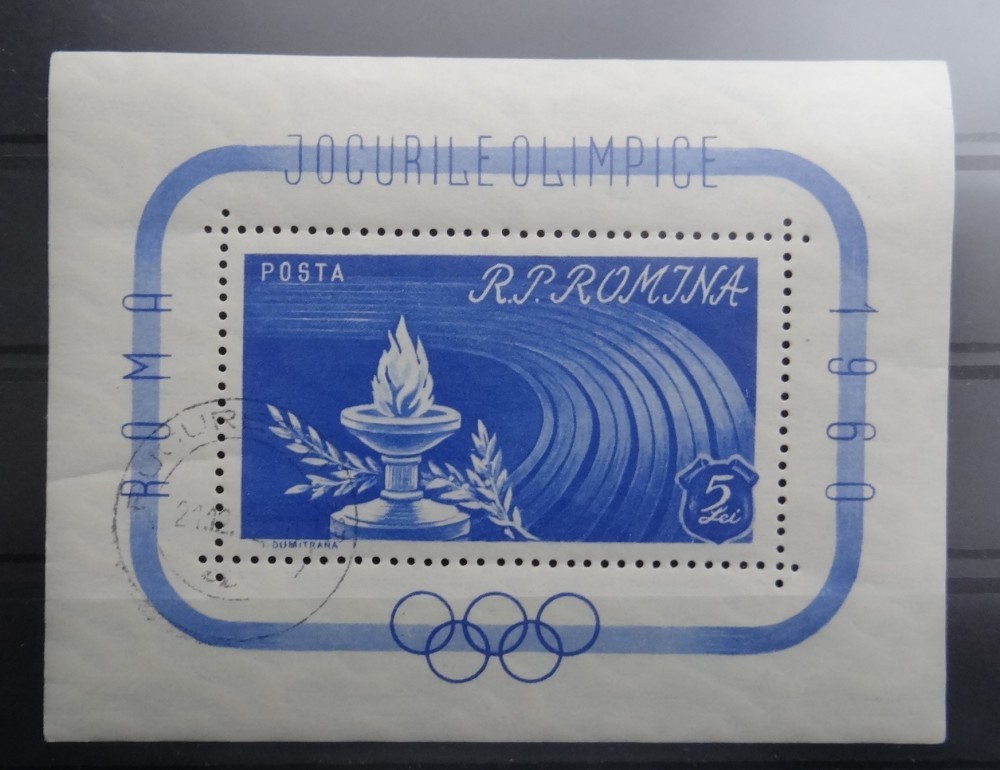 JOCURILE OLIMPICE
ROMA
1960
POSTA
R.P.ROMINA
5
Lei
DUMITRANA